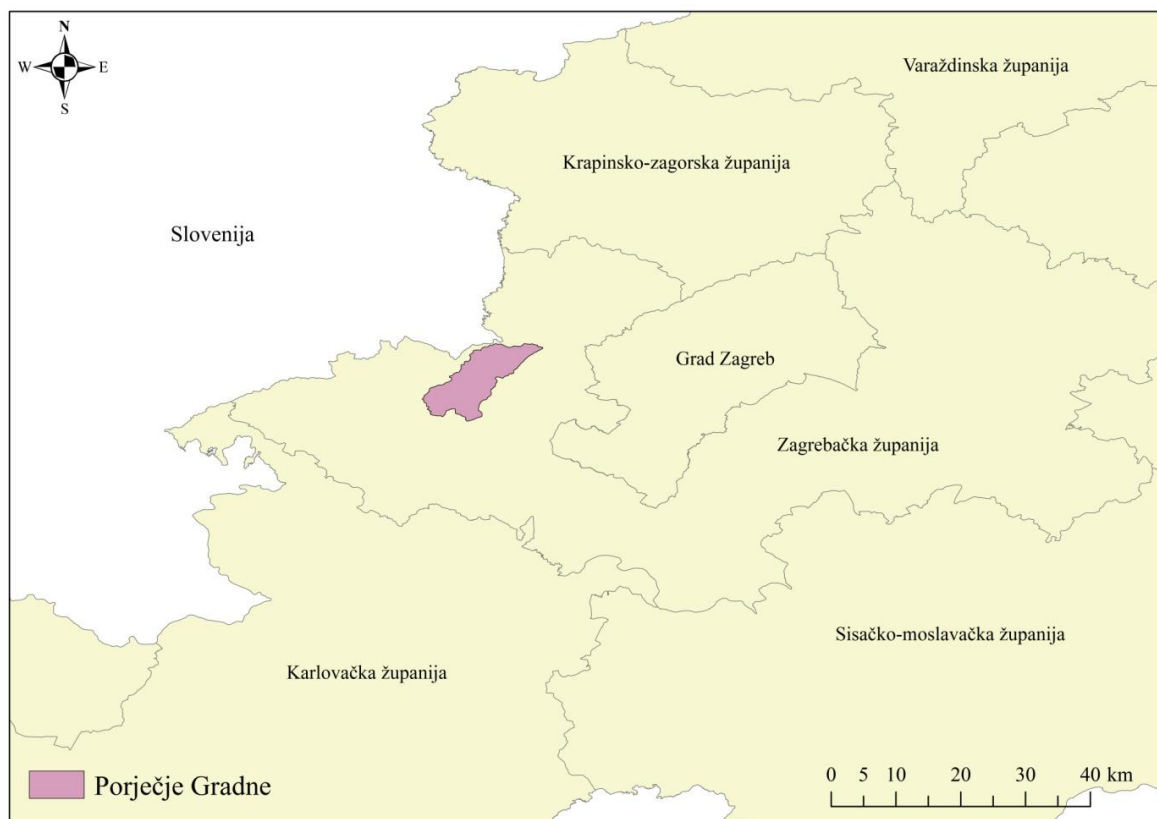 N
W E
S
Varaždinska županija
Krapinsko-zagorska županija
Slovenija
Grad Zagreb
Zagrebačka županija
Sisačko-moslavačka županija
Karlovačka županija
Porječje Gradne
0 5 10 20 30 40 km